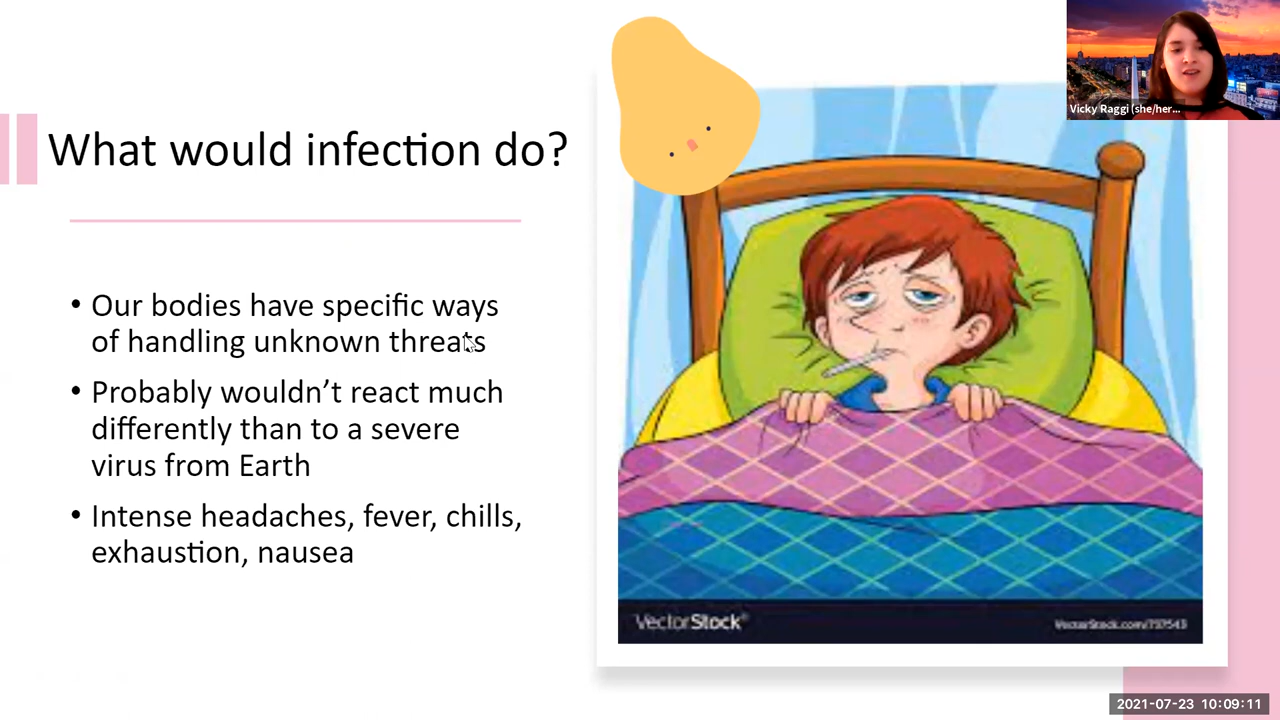 Vicky Raggi (she/her...
What would infection do?
• Our bodies have specific ways
of handling unknown threats
• Probably wouldn't react much
differently than to a severe
virus from Earth
• Intense headaches, fever, chills,
exhaustion, nausea
VectorStock®
VectorStock.com/797543
2021-07-23 10:09:11